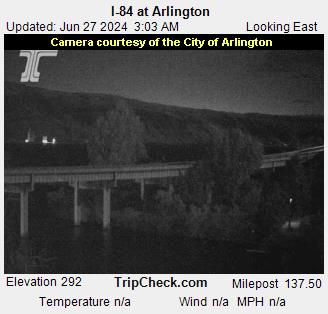 I-84 at Arlington
Updated: Jun 27 2024 3:03 AM Looking East
Camera courtesy of the City of Arlington
Elevation 292 TripCheck.com Milepost 137.50
Temperature n/a Wind n/a MPH n/a